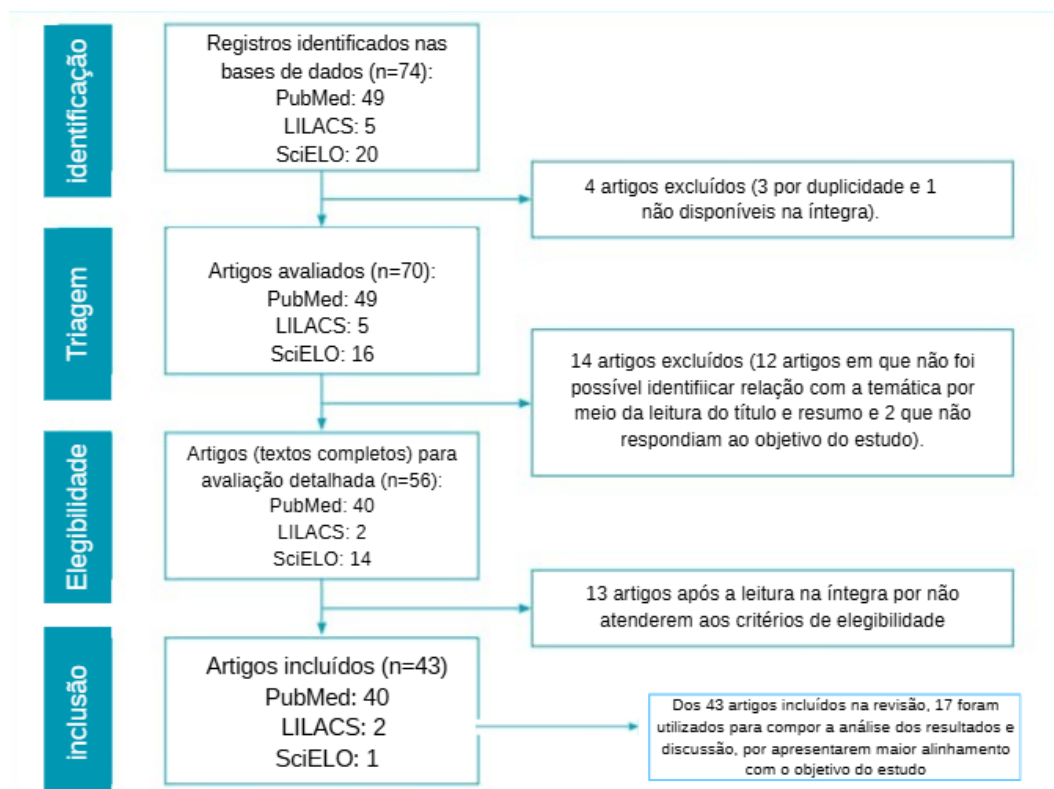 identificação
Registros identificados nas
bases de dados (n=74):
PubMed: 49
LILACS: 5
SciELO: 20
4 artigos excluídos (3 por duplicidade e 1
não disponíveis na íntegra).
Triagem
Artigos avaliados (n=70):
PubMed: 49
LILACS: 5
SciELO: 16
14 artigos excluídos (12 artigos em que não foi
possível identifiicar relação com a temática por
meio da leitura do título e resumo e 2 que não
respondiam ao objetivo do estudo).
Elegibilidade
Artigos (textos completos) para
avaliação detalhada (n=56):
PubMed: 40
LILACS: 2
SciELO: 14
13 artigos após a leitura na íntegra por não
atenderem aos critérios de elegibilidade
inclusão
Artigos incluídos (n=43)
PubMed: 40
LILACS: 2
SciELO: 1
Dos 43 artigos incluídos na revisão, 17 foram
utilizados para compor a análise dos resultados e
discussão, por apresentarem maior alinhamento
com o objetivo do estudo